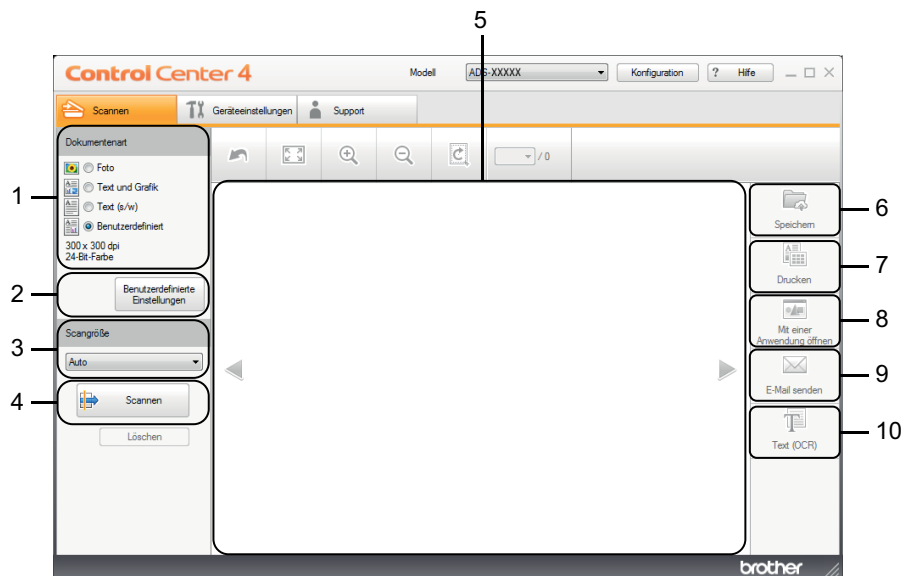 5
Control Center 4
Modell
ADS-XXXXX
Konfiguration
? Hilfe
Scannen
Geräteeinstellungen
Support
Dokumentenart
/ 0
1
Foto
Text und Grafik
Text (s/w)
Benutzerdefiniert
300 x 300 dpi
24-Bit-Farbe
2
Benutzerdefinierte
Einstellungen
3
Scangröße
Auto
4
Scannen
Löschen
Speichern
6
Drucken
7
Mit einer
Anwendung öffnen
8
E-Mail senden
9
Text (OCR)
10
brother